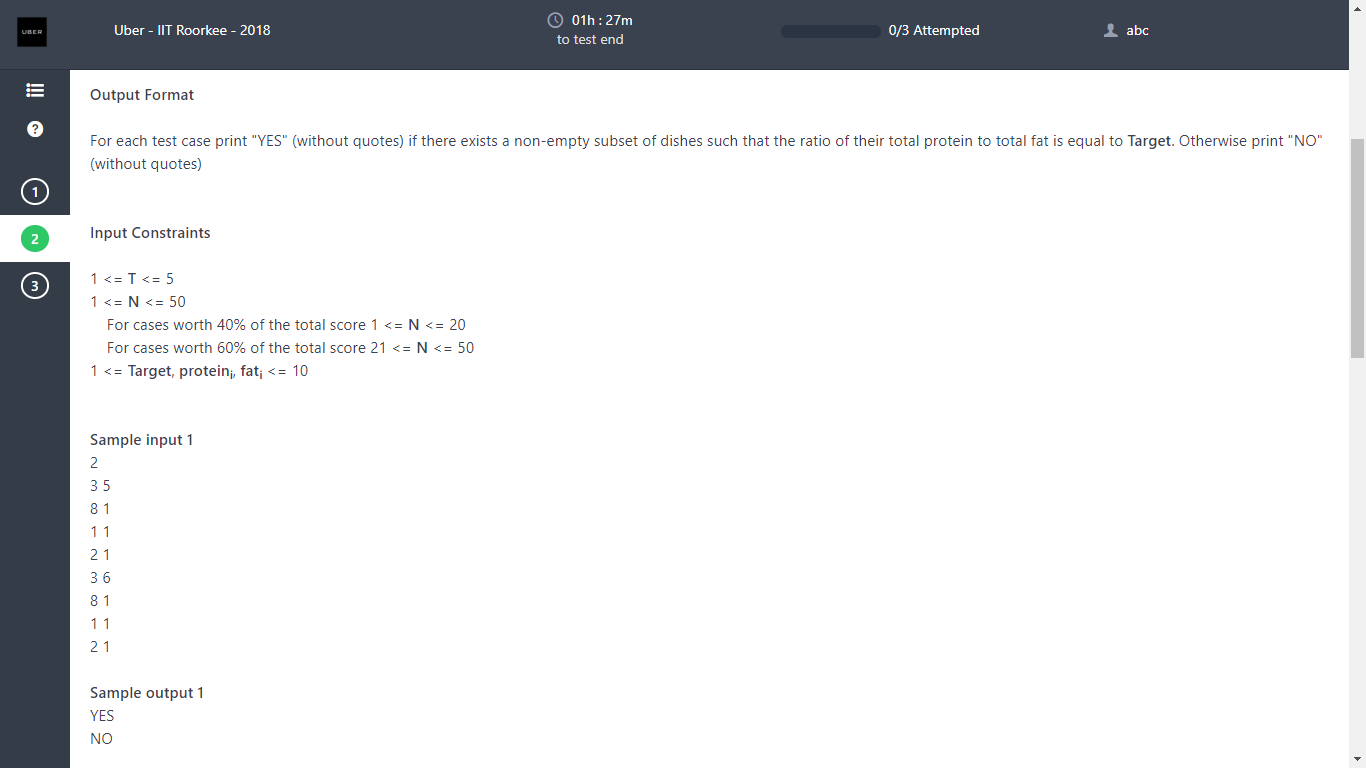 UBER
Uber - IIT Roorkee - 2018
01h : 27m
to test end
0/3 Attempted
abc
?
1
2
3
Output Format
For each test case print "YES" (without quotes) if there exists a non-empty subset of dishes such that the ratio of their total protein to total fat is equal to Target. Otherwise print "NO"
(without quotes)
Input Constraints
1 <= T <= 5
1 <= N <= 50
For cases worth 40% of the total score 1 <= N <= 20
For cases worth 60% of the total score 21 <= N <= 50
1 <= Target, proteini, fati <= 10
Sample input 1
2
3 5
8 1
1 1
2 1
3 6
8 1
1 1
2 1
Sample output 1
YES
NO